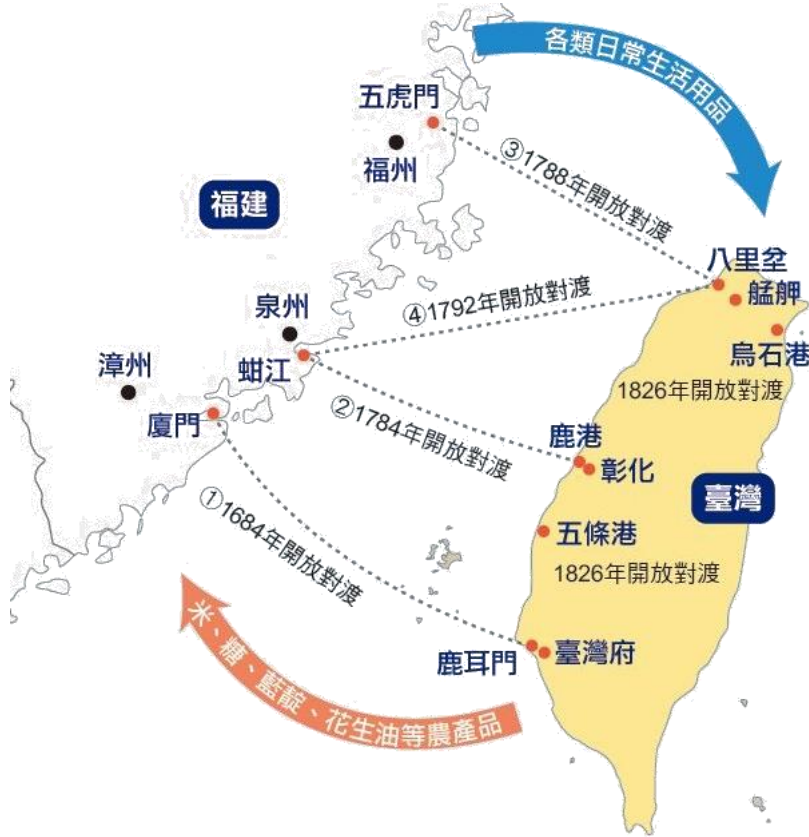 各類日常生活用品
五虎門
福州
③1788年開放對渡
福建
八里坌
艋舺
泉州
④1792年開放對渡
烏石港
漳州
蚶江
1826年開放對渡
廈門
②1784年開放對渡
鹿港
彰化
臺灣
①1684年開放對渡
五條港
1826年開放對渡
鹿耳門
臺灣府
米、糖、藍靛、花生油等農產品